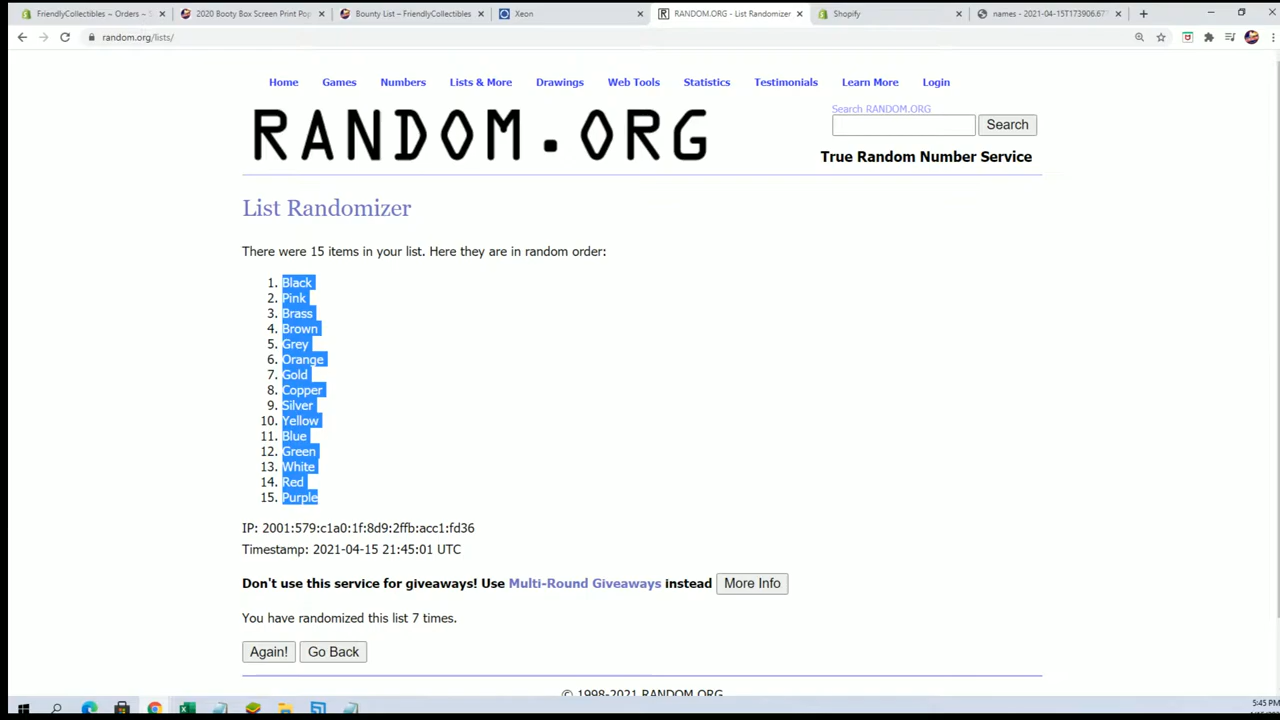 FriendlyCollectibles ~ Orders ~ S
2020 Booty Box Screen Print Pop
Bounty List – FriendlyCollectibles
Xeon
RANDOM.ORG - List Randomizer
Shopify
names - 2021-04-15T173906.67
random.org/lists/
Home Games Numbers Lists & More Drawings Web Tools Statistics Testimonials Learn More Login
RANDOM.ORG
Search RANDOM.ORG
Search
True Random Number Service
List Randomizer
There were 15 items in your list. Here they are in random order:
1. Black
2. Pink
3. Brass
4. Brown
5. Grey
6. Orange
7. Gold
8. Copper
9. Silver
10. Yellow
11. Blue
12. Green
13. White
14. Red
15. Purple
IP: 2001:579:c1a0:1f:8d9:2ffb:acc1:fd36
Timestamp: 2021-04-15 21:45:01 UTC
Don't use this service for giveaways! Use Multi-Round Giveaways instead More Info
You have randomized this list 7 times.
Again! Go Back
© 1998-2021 RANDOM.ORG
5:45 PM